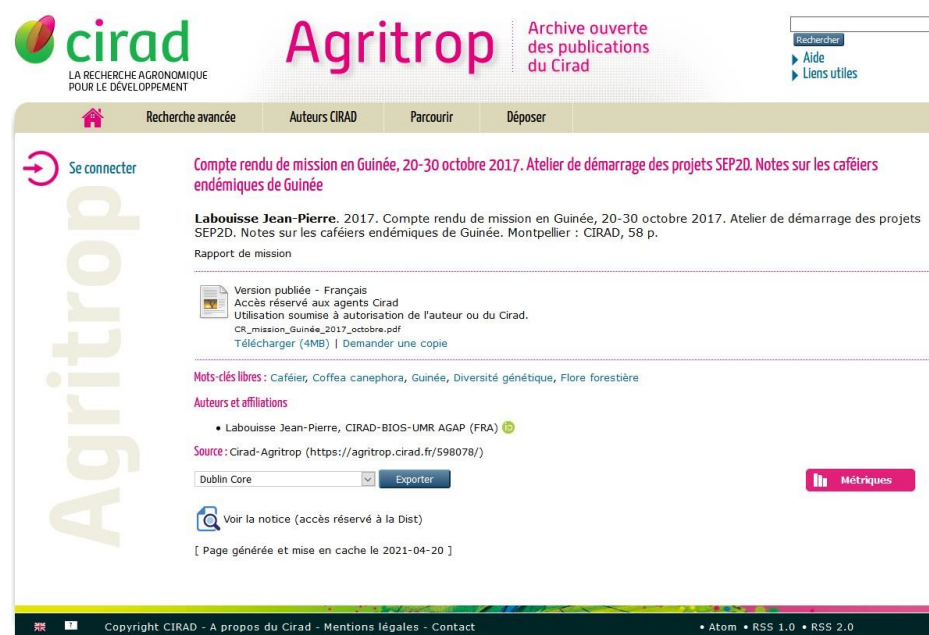 cirad
LA RECHERCHE AGRONOMIQUE
POUR LE DÉVELOPPEMENT
Agritrop
Archive ouverte
des publications
du Cirad
Rechercher
Aide
Liens utiles
Recherche avancée
Auteurs CIRAD
Parcourir
Déposer
Se connecter
Agritrop
Compte rendu de mission en Guinée, 20-30 octobre 2017. Atelier de démarrage des projets SEP2D. Notes sur les caféiers
endémiques de Guinée
Labouisse Jean-Pierre. 2017. Compte rendu de mission en Guinée, 20-30 octobre 2017. Atelier de démarrage des projets
SEP2D. Notes sur les caféiers endémiques de Guinée. Montpellier : CIRAD, 58 p.
Rapport de mission
Version publiée - Français
Accès réservé aux agents Cirad
Utilisation soumise à autorisation de l'auteur ou du Cirad.
CR_mission_Guinée_2017_octobre.pdf
Télécharger (4MB) | Demander une copie
Mots-clés libres : Caféier, Coffea canephora, Guinée, Diversité génétique, Flore forestière
Auteurs et affiliations
• Labouisse Jean-Pierre, CIRAD-BIOS-UMR AGAP (FRA) iD
Source : Cirad-Agritrop (https://agritrop.cirad.fr/598078/)
Dublin Core
Exporter
Métriques
Voir la notice (accès réservé à la Dist)
[ Page générée et mise en cache le 2021-04-20 ]
? Copyright CIRAD - A propos du Cirad - Mentions légales - Contact
• Atom • RSS 1.0 • RSS 2.0